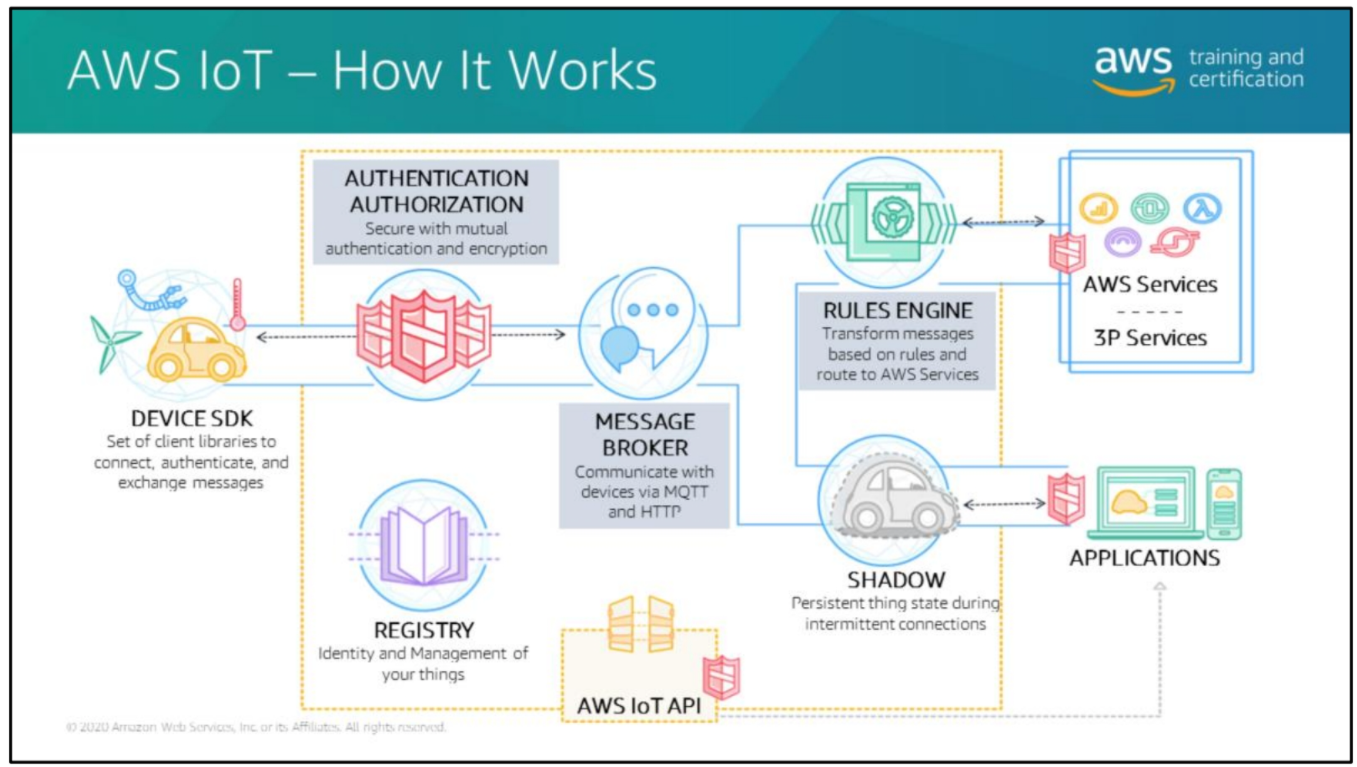 AWS IoT – How It Works
aws
training and
certification
AUTHENTICATION
AUTHORIZATION
Secure with mutual
authentication and encryption
DEVICE SDK
Set of client libraries to
connect, authenticate, and
exchange messages
MESSAGE
BROKER
Communicate with
devices via MQTT
and HTTP
RULES ENGINE
Transform messages
based on rules and
route to AWS Services
AWS Services
-----
3P Services
REGISTRY
Identity and Management of
your things
SHADOW
Persistent thing state during
intermittent connections
APPLICATIONS
AWS IoT API
© 2020 Amazon Web Services, Inc. or its Affiliates. All rights reserved.